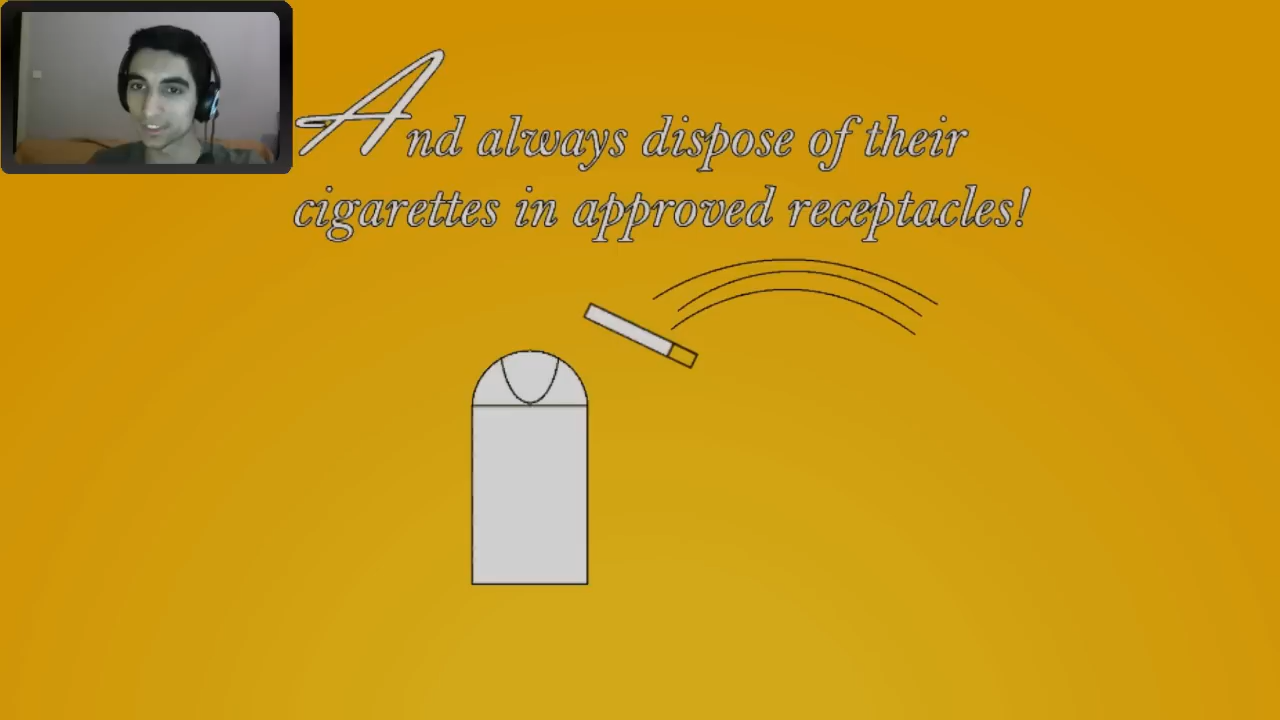 And always dispose of their
cigarettes in approved receptacles!